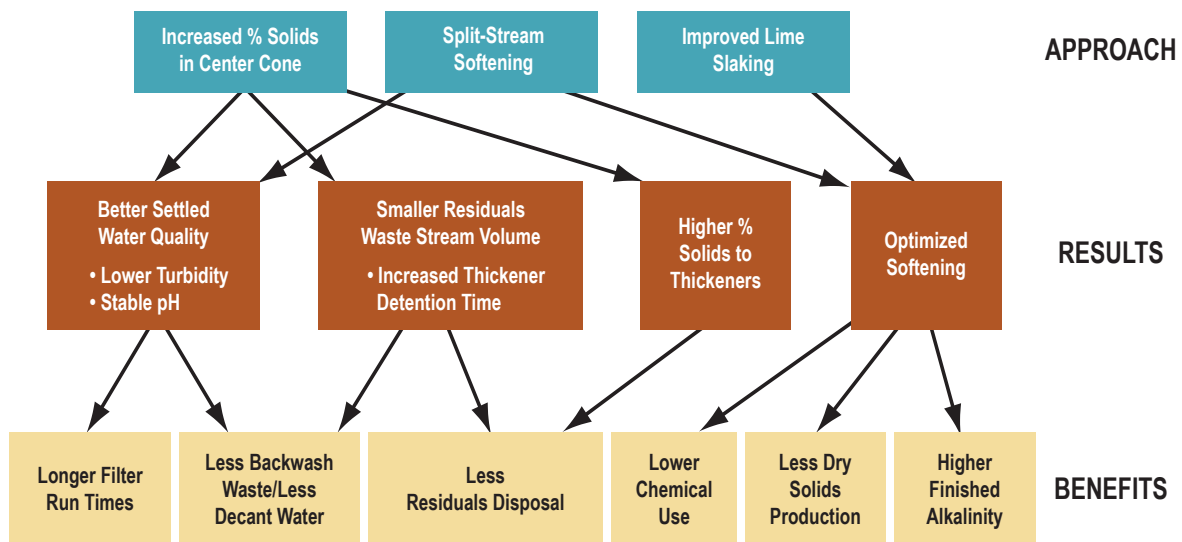 Increased % Solids
in Center Cone
Split-Stream
Softening
Improved Lime
Slaking
APPROACH
Better Settled
Water Quality
• Lower Turbidity
• Stable pH
Smaller Residuals
Waste Stream Volume
• Increased Thickener
Detention Time
Higher %
Solids to
Thickeners
Optimized
Softening
RESULTS
Longer Filter
Run Times
Less Backwash
Waste/Less
Decant Water
Less
Residuals Disposal
Lower
Chemical
Use
Less Dry
Solids
Production
Higher
Finished
Alkalinity
BENEFITS